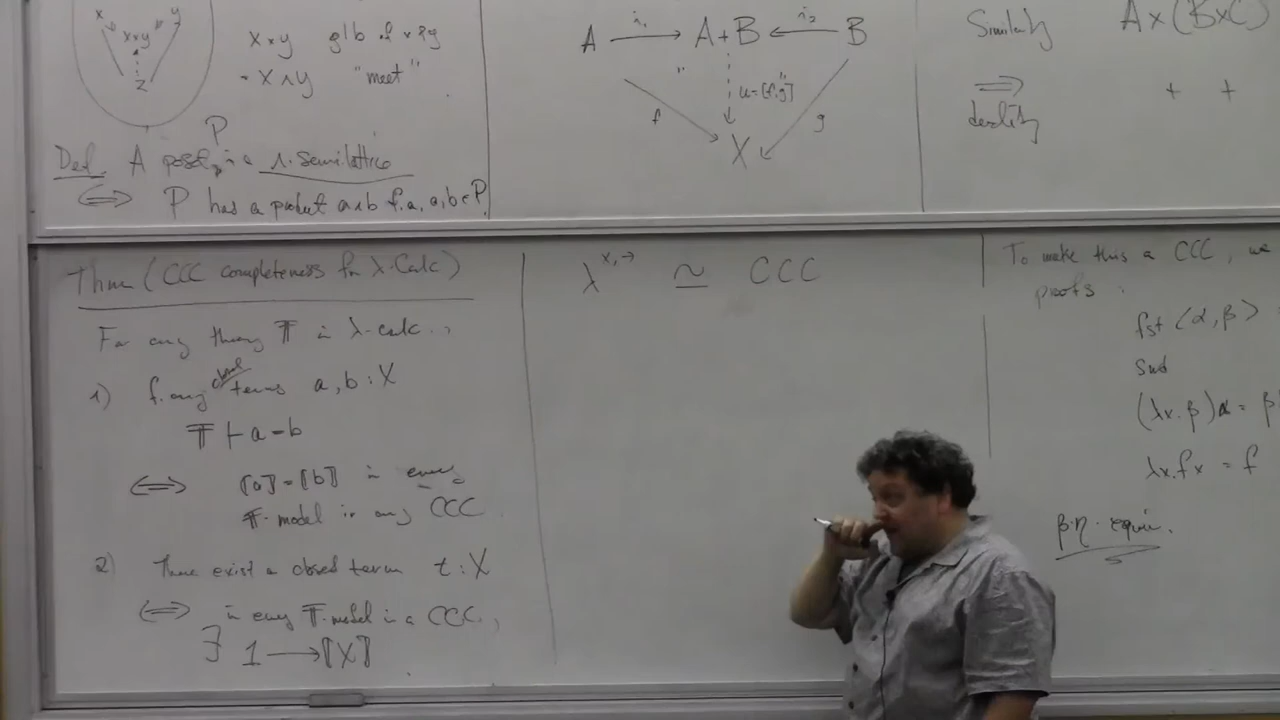 x y
x×y
z
x×y glb of x & y
= x∧y "meet"
P
Def. A poset is a ∧-semilattice
⟺ P has a product a∧b f.a. a,b∈P.
A i₁ A+B i₂ B
" u=[f,g]"
f g
X
Similarly A×(B×C)
⟹ + +
duality
Thm (CCC completeness for λ-Calc)
For any theory 𝕋 in λ-calc.,
1) f. any closed terms a, b : X
𝕋 ⊢ a = b
⟺ ⟦a⟧ = ⟦b⟧ in every
𝕋-model in any CCC
2) There exist a closed term t : X
⟺ in every 𝕋-model in a CCC,
∃ 1 ⟶ ⟦X⟧
λ^{×,→} ≃ CCC
To make this a CCC, we
proofs :
fst ⟨α, β⟩
snd
(λx.β)α = β
λx.fx = f
β-η-equiv.